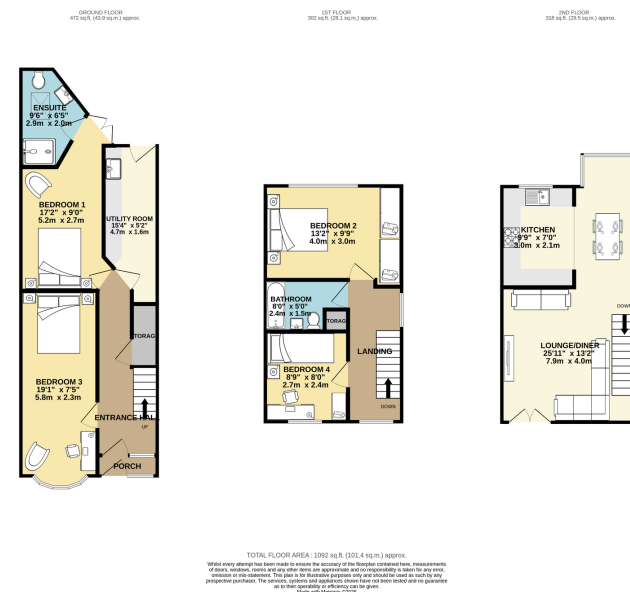 GROUND FLOOR
472 sq.ft. (43.9 sq.m.) approx.
1ST FLOOR
302 sq.ft. (28.1 sq.m.) approx.
2ND FLOOR
318 sq.ft. (29.5 sq.m.) approx.
ENSUITE
9'6" x 6'5"
2.9m x 2.0m
BEDROOM 1
17'2" x 9'0"
5.2m x 2.7m
UTILITY ROOM
15'4" x 5'2"
4.7m x 1.6m
STORAG
BEDROOM 3
19'1" x 7'5"
5.8m x 2.3m
ENTRANCE HAL
UP
PORCH
BEDROOM 2
13'2" x 9'9"
4.0m x 3.0m
BATHROOM
8'0" x 5'0"
2.4m x 1.5m
TORAG
LANDING
BEDROOM 4
8'9" x 8'0"
2.7m x 2.4m
DOWN
KITCHEN
9'9" x 7'0"
3.0m x 2.1m
DOWN
LOUNGE/DINER
25'11" x 13'2"
7.9m x 4.0m
TOTAL FLOOR AREA : 1092 sq.ft. (101.4 sq.m.) approx.
Whilst every attempt has been made to ensure the accuracy of the floorplan contained here, measurements
of doors, windows, rooms and any other items are approximate and no responsibility is taken for any error,
omission or mis-statement. This plan is for illustrative purposes only and should be used as such by any
prospective purchaser. The services, systems and appliances shown have not been tested and no guarantee
as to their operability or efficiency can be given.
Made with Metropix ©2025